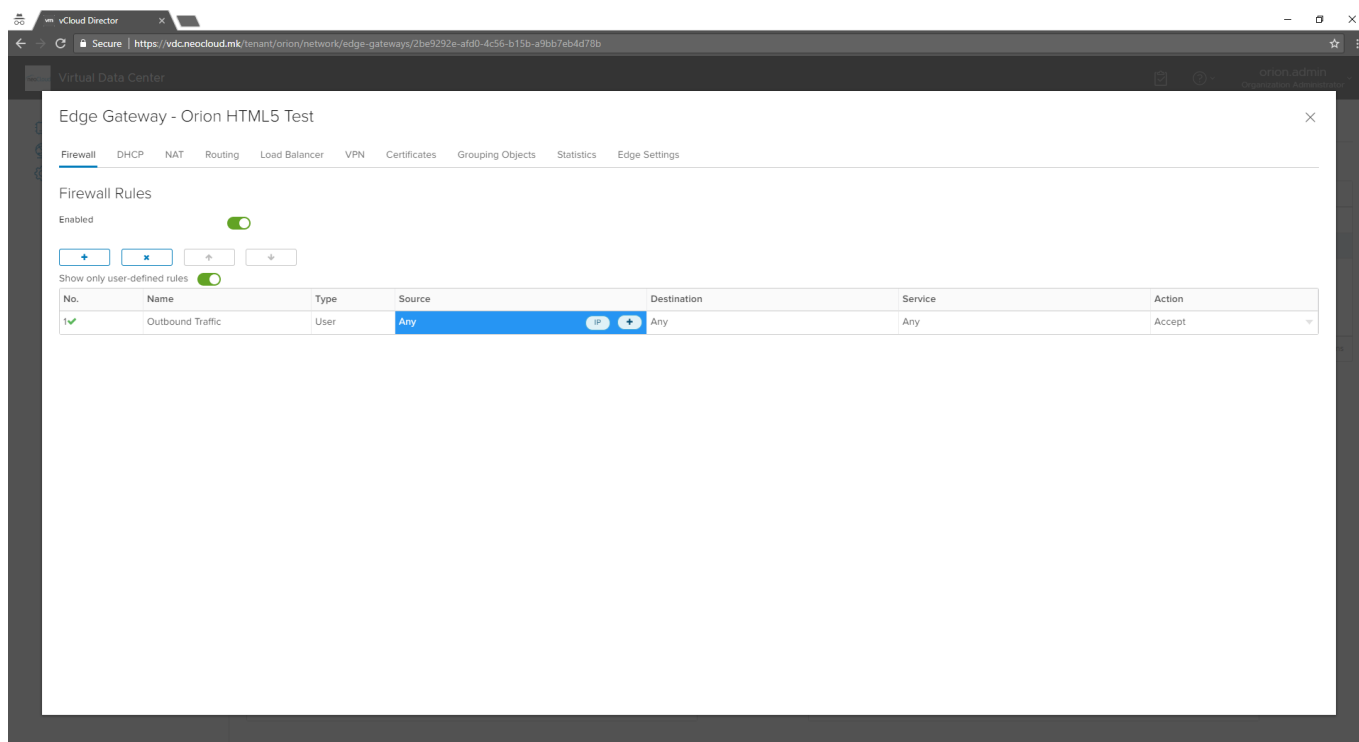 vm vCloud Director
Secure | https://vdc.neocloud.mk/tenant/orion/network/edge-gateways/2be9292e-afd0-4c56-b15b-a9bb7eb4d78b
Virtual Data Center
orion.admin
Organization Administrator
Edge Gateway - Orion HTML5 Test
Firewall DHCP NAT Routing Load Balancer VPN Certificates Grouping Objects Statistics Edge Settings
Firewall Rules
Enabled
Show only user-defined rules
No. Name Type Source Destination Service Action
1 Outbound Traffic User Any IP + Any Any Accept